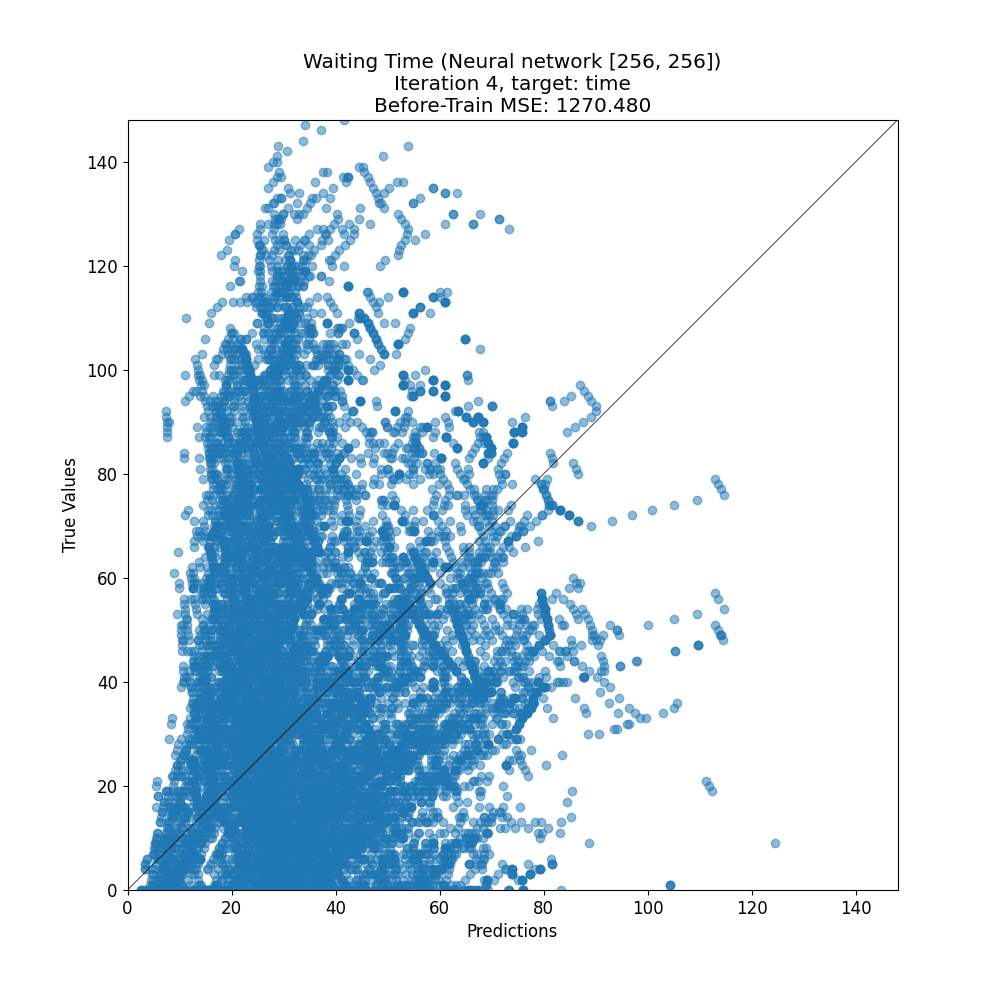 Waiting Time (Neural network [256, 256])
Iteration 4, target: time
Before-Train MSE: 1270.480
140
120
100
80
60
40
20
0
True Values
0 20 40 60 80 100 120 140
Predictions